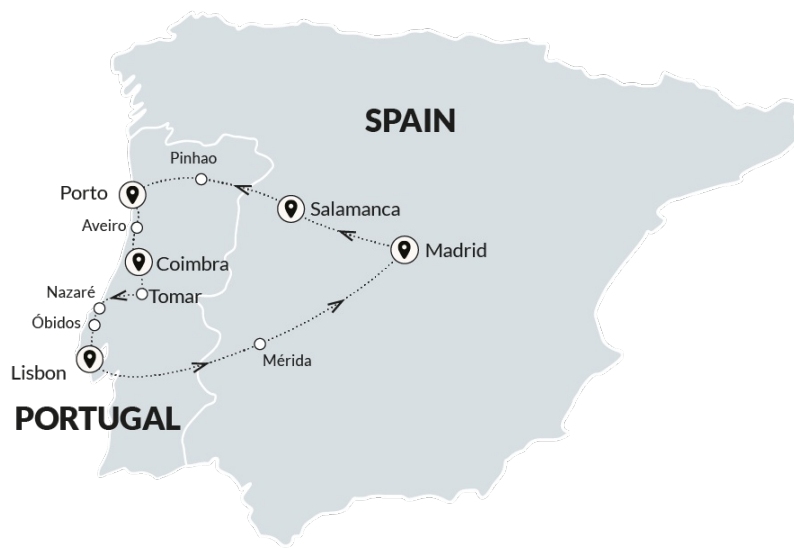 SPAIN
Pinhao
Porto
Salamanca
Aveiro
Madrid
Coimbra
Nazaré
Tomar
Óbidos
Mérida
Lisbon
PORTUGAL